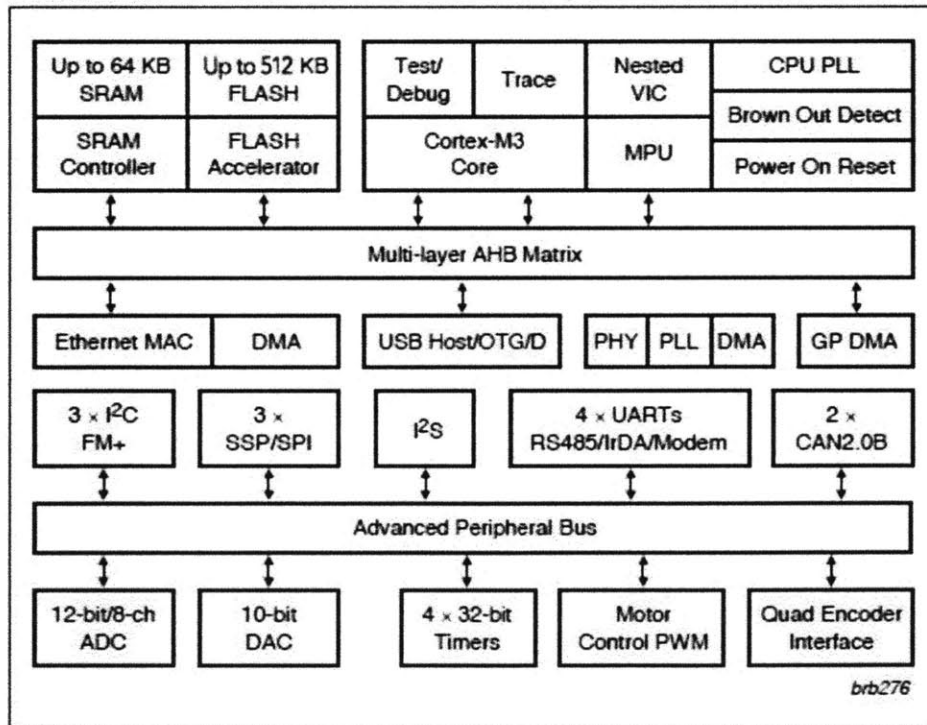 Up to 64 KB
SRAM
Up to 512 KB
FLASH
Test/
Debug
Trace
Nested
VIC
CPU PLL
Brown Out Detect
Power On Reset
SRAM
Controller
FLASH
Accelerator
Cortex-M3
Core
MPU
Multi-layer AHB Matrix
Ethernet MAC
DMA
USB Host/OTG/D
PHY
PLL
DMA
GP DMA
3 × I²C
FM+
3 ×
SSP/SPI
I²S
4 × UARTs
RS485/IrDA/Modem
2 ×
CAN2.0B
Advanced Peripheral Bus
12-bit/8-ch
ADC
10-bit
DAC
4 × 32-bit
Timers
Motor
Control PWM
Quad Encoder
Interface
brb276